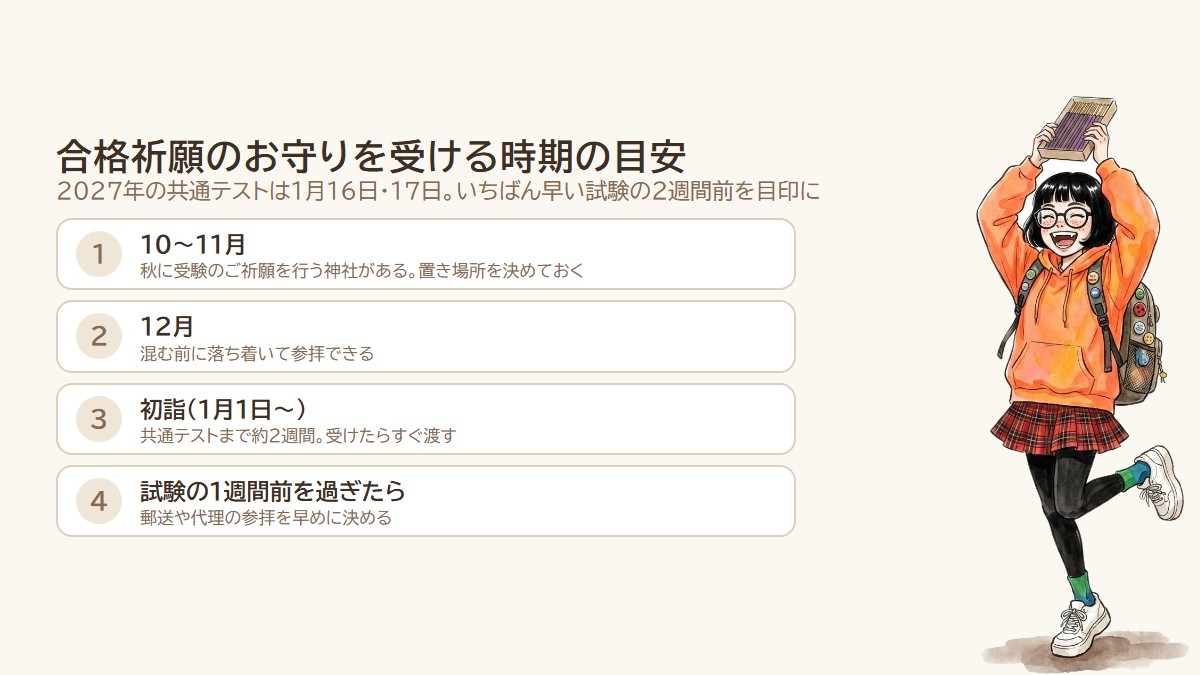 合格祈願のお守りを受ける時期の目安
2027年の共通テストは1月16日・17日。いちばん早い試験の2週間前を目印に
1
10〜11月
秋に受験のご祈願を行う神社がある。置き場所を決めておく
2
12月
混む前に落ち着いて参拝できる
3
初詣(1月1日〜)
共通テストまで約2週間。受けたらすぐ渡す
4
試験の1週間前を過ぎたら
郵送や代理の参拝を早めに決める